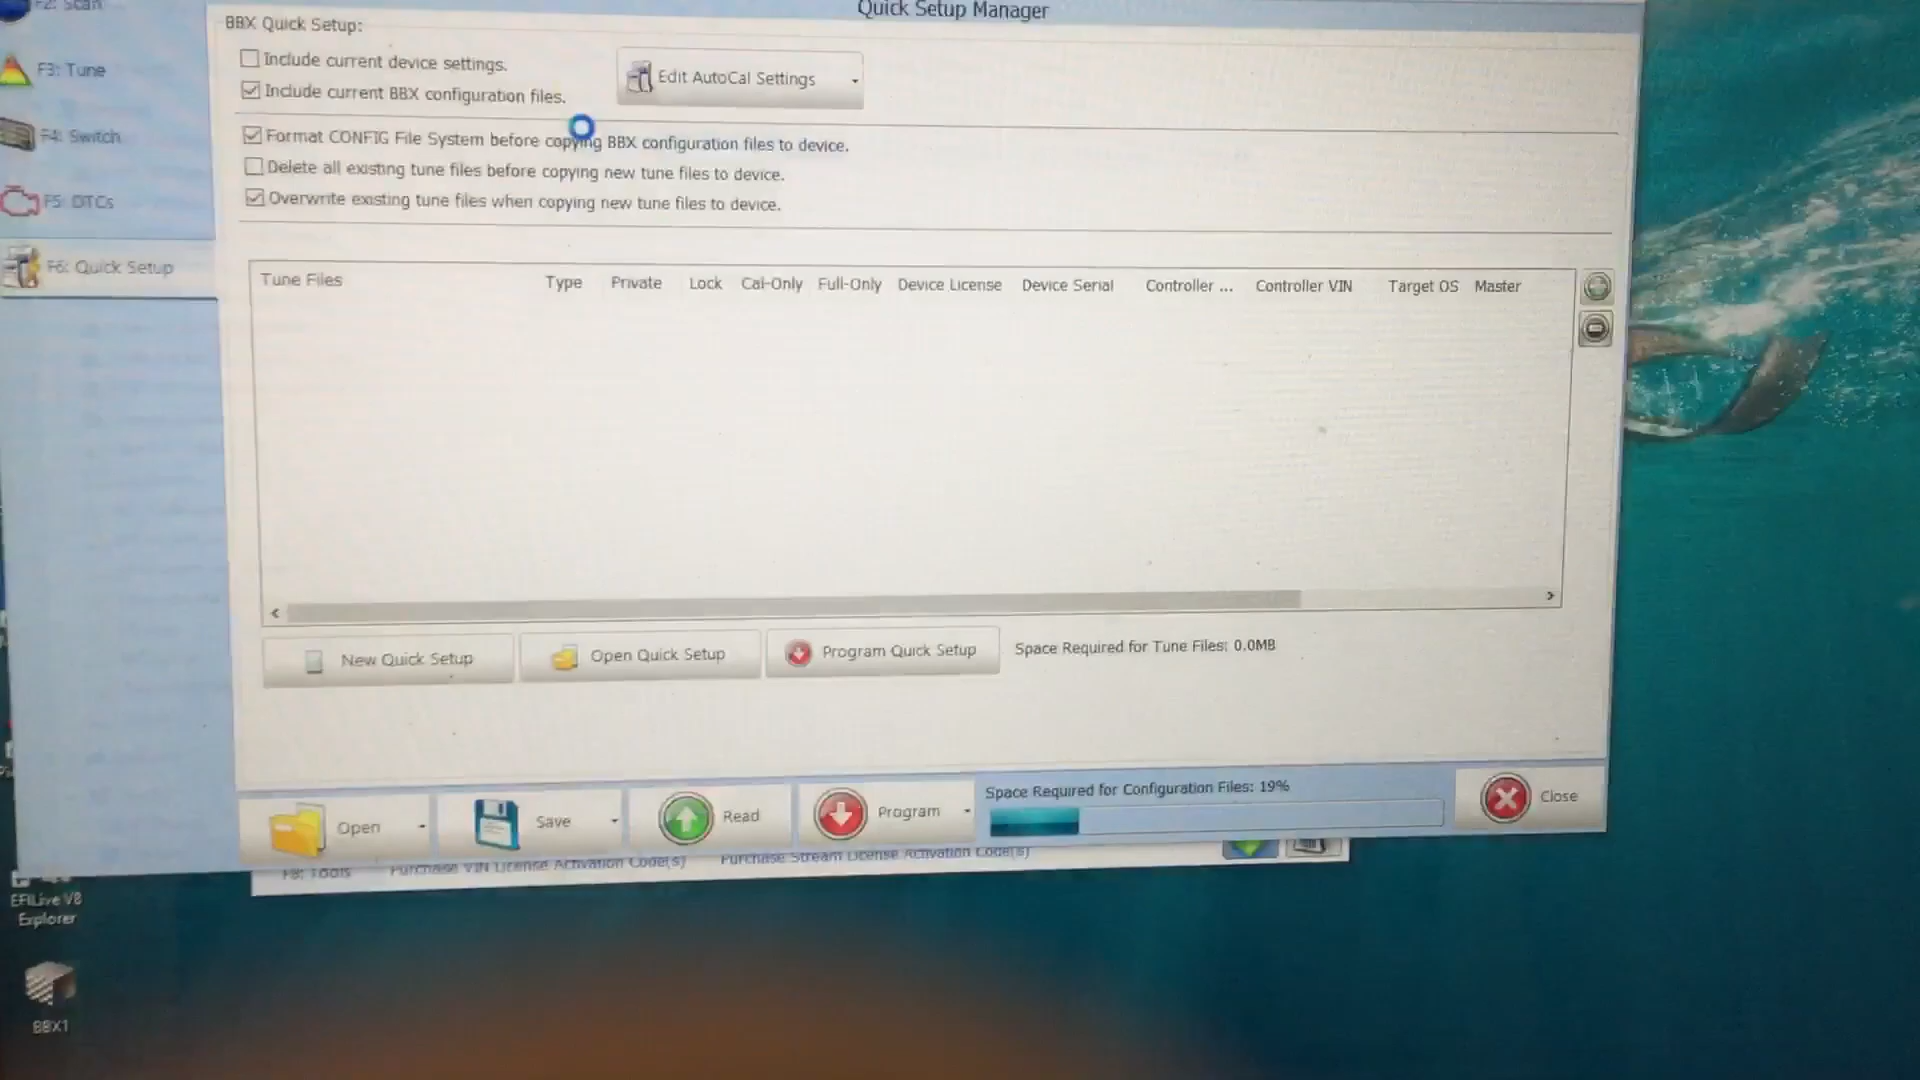 Quick Setup Manager
F2: Scan
F3: Tune
F4: Switch
F5: DTCs
F6: Quick Setup
BBX Quick Setup:
Include current device settings.
Include current BBX configuration files.
Edit AutoCal Settings
Format CONFIG File System before copying BBX configuration files to device.
Delete all existing tune files before copying new tune files to device.
Overwrite existing tune files when copying new tune files to device.
Tune Files Type Private Lock Cal-Only Full-Only Device License Device Serial Controller ... Controller VIN Target OS Master
New Quick Setup Open Quick Setup Program Quick Setup Space Required for Tune Files: 0.0MB
Open Save Read Program Space Required for Configuration Files: 19% Close
F8: Tools Purchase VIN License Activation Code(s) Purchase Stream License Activation Code(s)
EFILive V8
Explorer
BBX1